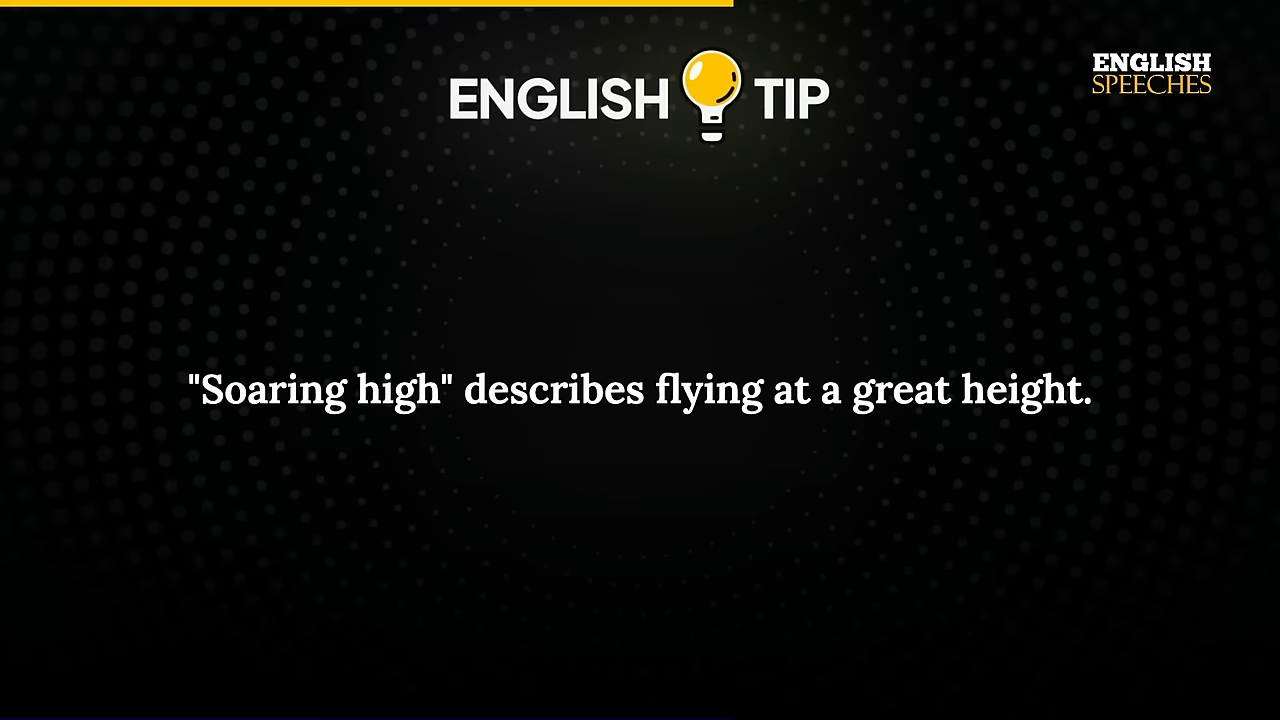 ENGLISH TIP
ENGLISH
SPEECHES
"Soaring high" describes flying at a great height.